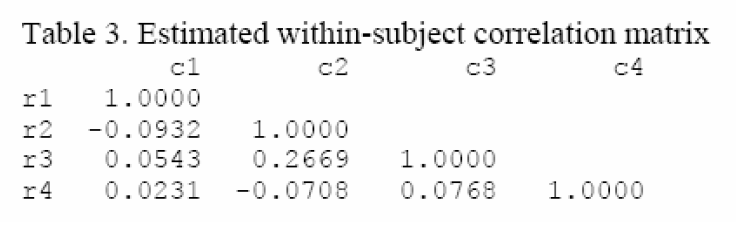 Table 3. Estimated within-subject correlation matrix
c1 c2 c3 c4
r1 1.0000
r2 -0.0932 1.0000
r3 0.0543 0.2669 1.0000
r4 0.0231 -0.0708 0.0768 1.0000